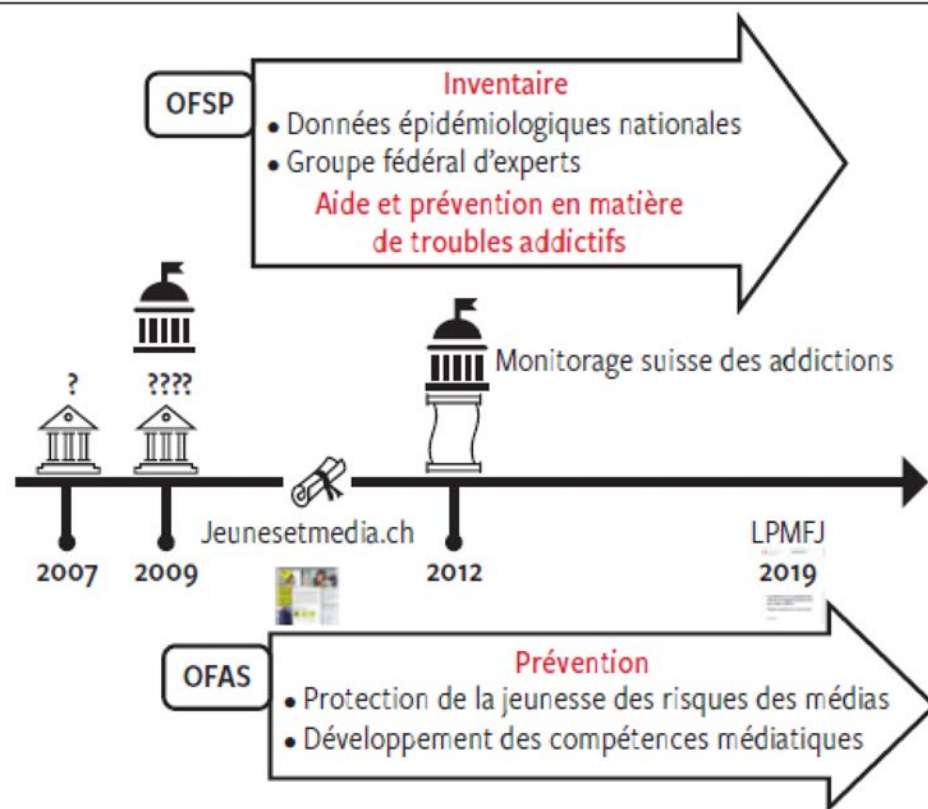 OFSP
Inventaire
• Données épidémiologiques nationales
• Groupe fédéral d'experts
Aide et prévention en matière
de troubles addictifs
Monitorage suisse des addictions
?
????
Jeunesetmedia.ch
LPMFJ
2007
2009
2012
2019
OFAS
Prévention
• Protection de la jeunesse des risques des médias
• Développement des compétences médiatiques